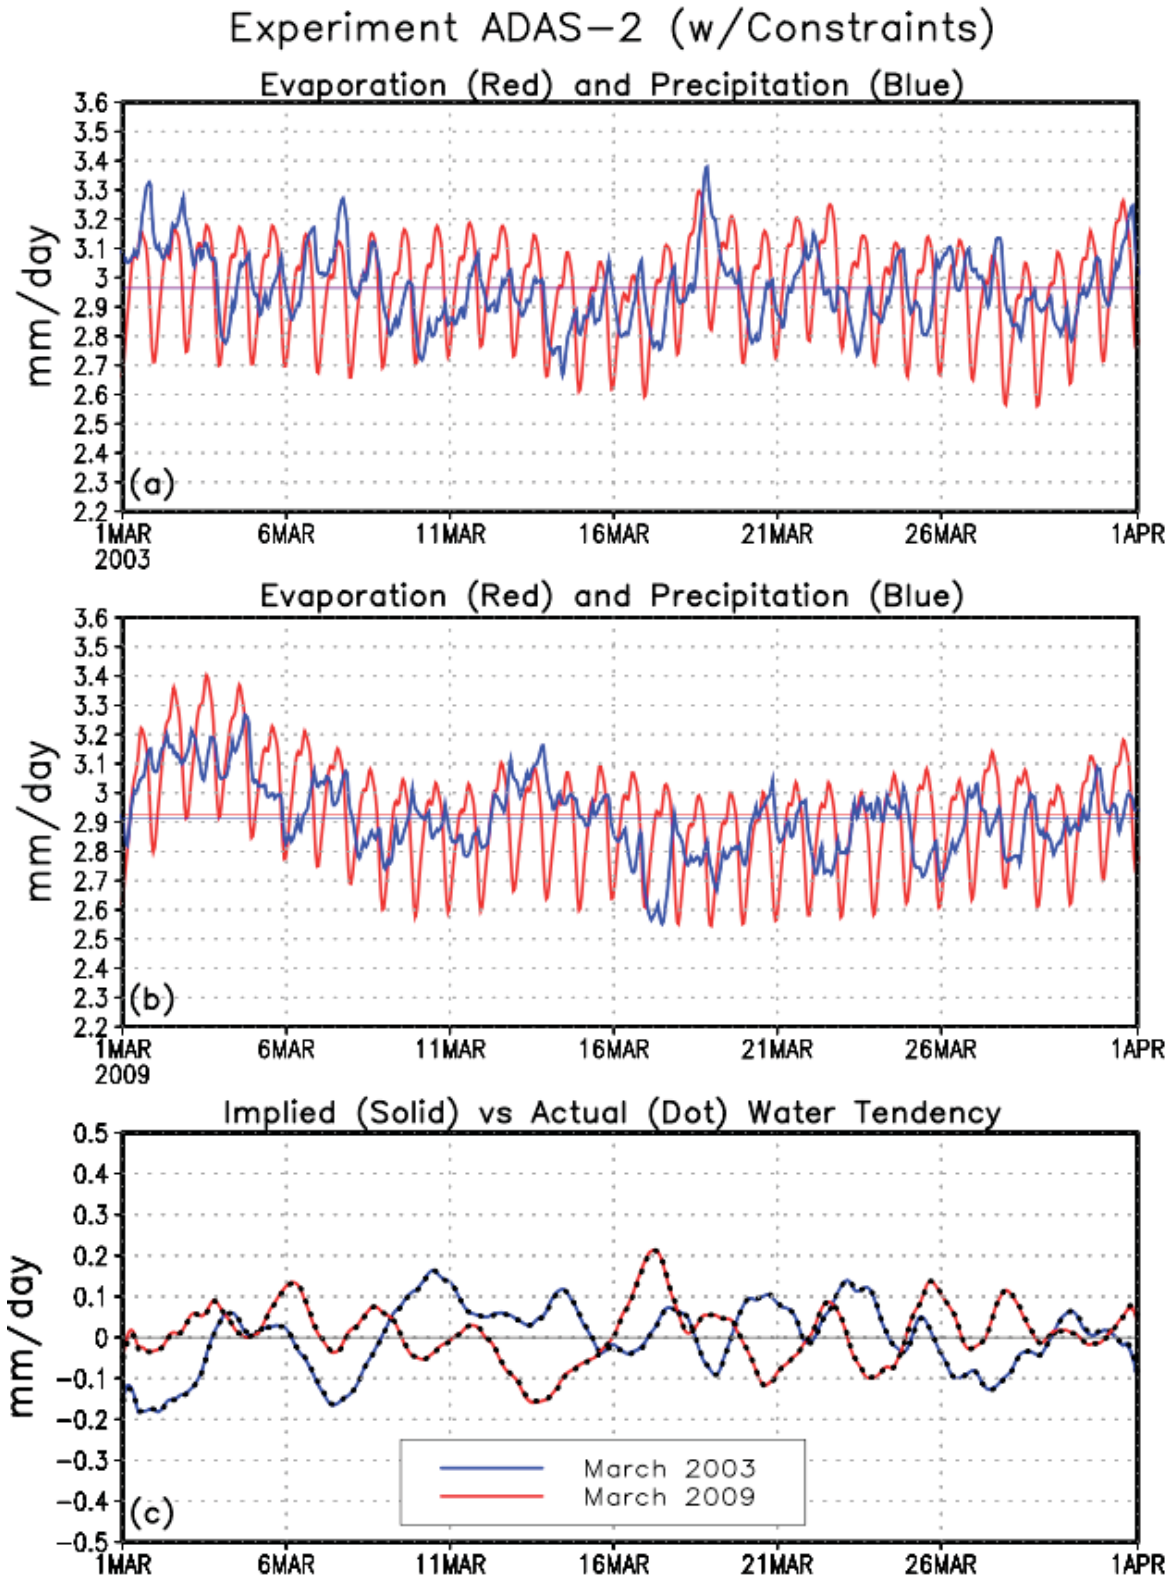 Experiment ADAS-2 (w/Constraints)
Evaporation (Red) and Precipitation (Blue)
3.6
3.5
3.4
3.3
3.2
3.1
3
2.9
2.8
2.7
2.6
2.5
2.4
2.3
2.2
mm/day
(a)
1MAR 6MAR 11MAR 16MAR 21MAR 26MAR 1APR
2003
Evaporation (Red) and Precipitation (Blue)
3.6
3.5
3.4
3.3
3.2
3.1
3
2.9
2.8
2.7
2.6
2.5
2.4
2.3
2.2
mm/day
(b)
1MAR 6MAR 11MAR 16MAR 21MAR 26MAR 1APR
2009
Implied (Solid) vs Actual (Dot) Water Tendency
0.5
0.4
0.3
0.2
0.1
0
-0.1
-0.2
-0.3
-0.4
-0.5
mm/day
March 2003
March 2009
(c)
1MAR 6MAR 11MAR 16MAR 21MAR 26MAR 1APR